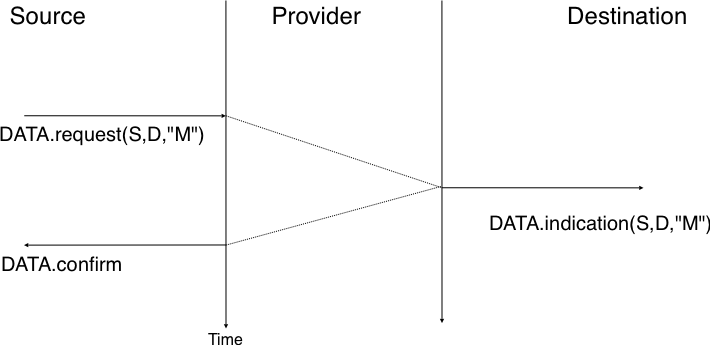 Source
Provider
Destination
DATA.request(S,D,"M")
DATA.indication(S,D,"M")
DATA.confirm
Time